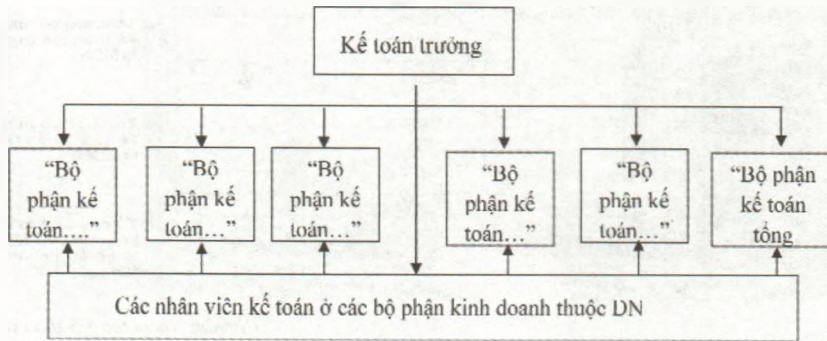 Kế toán trưởng
“Bộ
phận kế
toán....”
“Bộ
phận kế
toán…”
“Bộ
phận kế
toán…”
“Bộ
phận kế
toán…”
“Bộ
phận kế
toán…”
“Bộ phận
kế toán
tổng
Các nhân viên kế toán ở các bộ phận kinh doanh thuộc DN